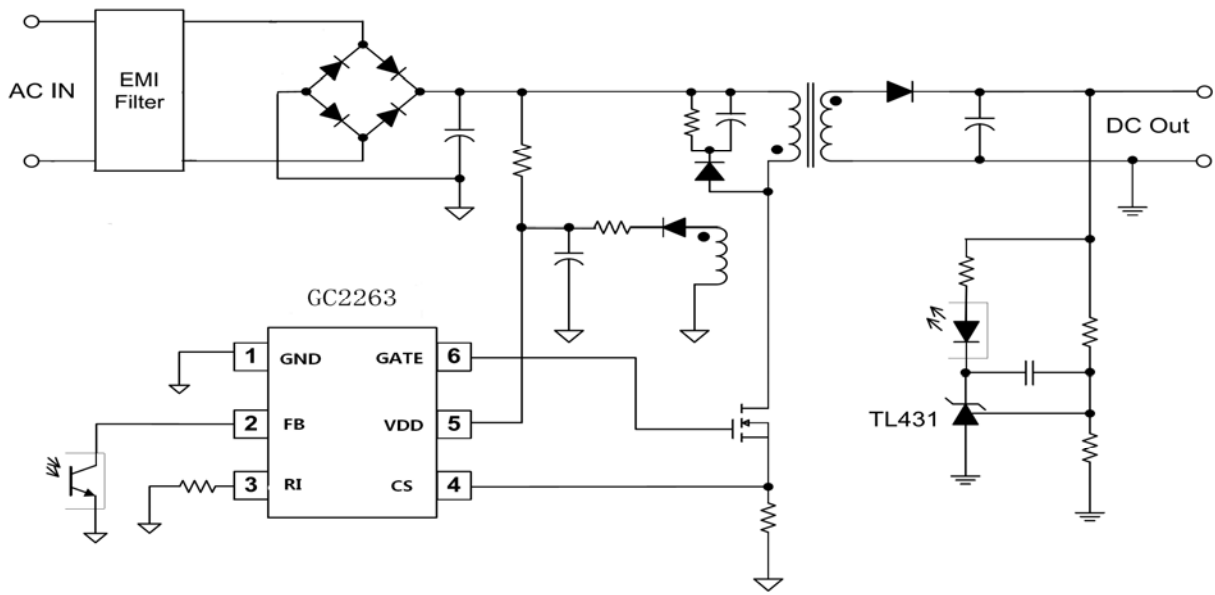 AC IN
EMI
Filter
DC Out
GC2263
1 GND GATE 6
2 FB VDD 5
3 RI CS 4
TL431